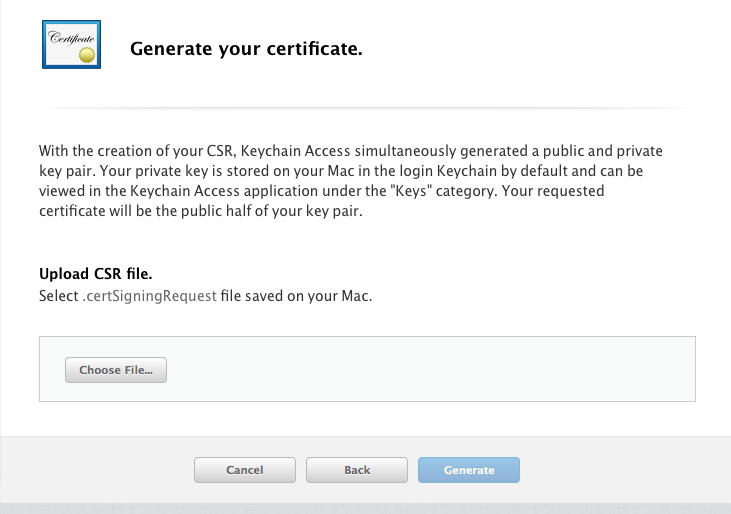 Certificate
Generate your certificate.
With the creation of your CSR, Keychain Access simultaneously generated a public and private
key pair. Your private key is stored on your Mac in the login Keychain by default and can be
viewed in the Keychain Access application under the "Keys" category. Your requested
certificate will be the public half of your key pair.
Upload CSR file.
Select .certSigningRequest file saved on your Mac.
Choose File...
Cancel
Back
Generate